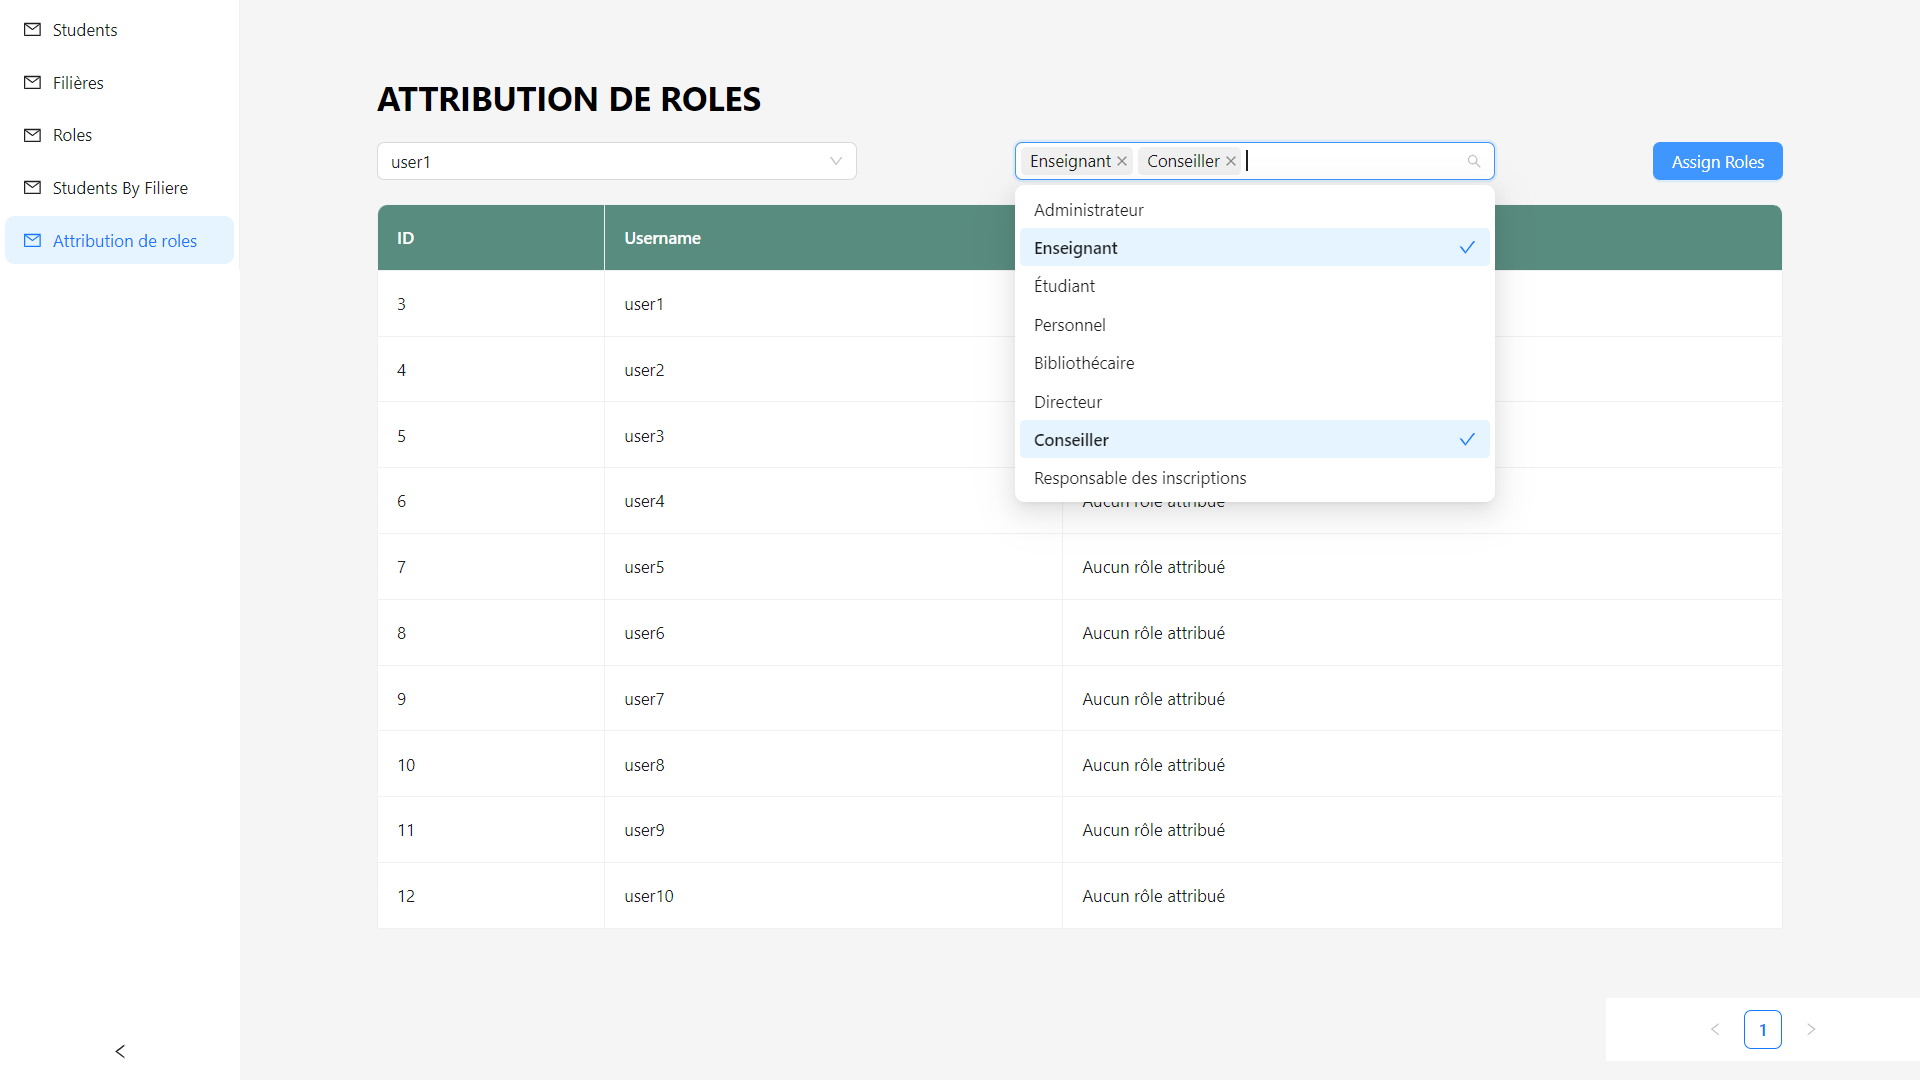 Students
Filières
Roles
Students By Filiere
Attribution de roles
ATTRIBUTION DE ROLES
user1
Enseignant Conseiller
Assign Roles
Administrateur
Enseignant
Étudiant
Personnel
Bibliothécaire
Directeur
Conseiller
Responsable des inscriptions
ID Username
3 user1
4 user2
5 user3
6 user4 Aucun rôle attribué
7 user5 Aucun rôle attribué
8 user6 Aucun rôle attribué
9 user7 Aucun rôle attribué
10 user8 Aucun rôle attribué
11 user9 Aucun rôle attribué
12 user10 Aucun rôle attribué
1